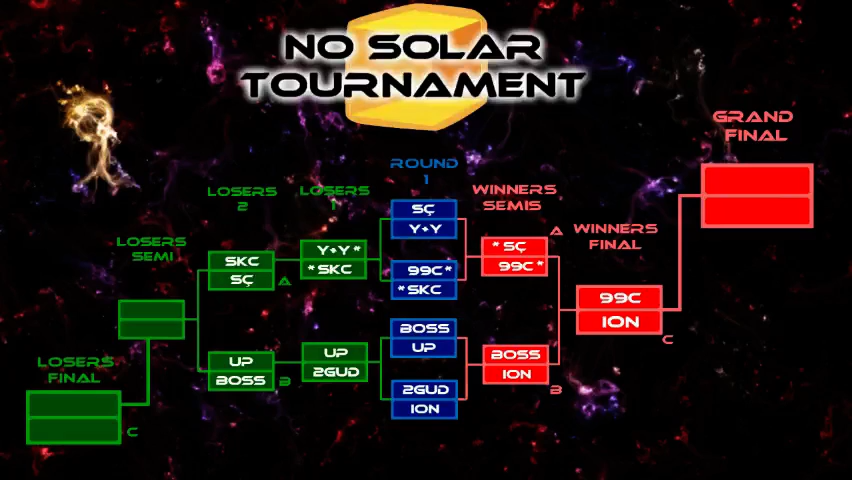 NO SOLAR
TOURNAMENT
GRAND
FINAL
ROUND
1
LOSERS
2
LOSERS
1
WINNERS
SEMIS
SÇ
Y+Y
A
WINNERS
FINAL
LOSERS
SEMI
Y+Y*
*SKC
*SÇ
99C*
SKC
SÇ
A
99C*
*SKC
99C
ION
C
BOSS
UP
UP
2GUD
BOSS
ION
B
UP
BOSS
B
LOSERS
FINAL
2GUD
ION
C